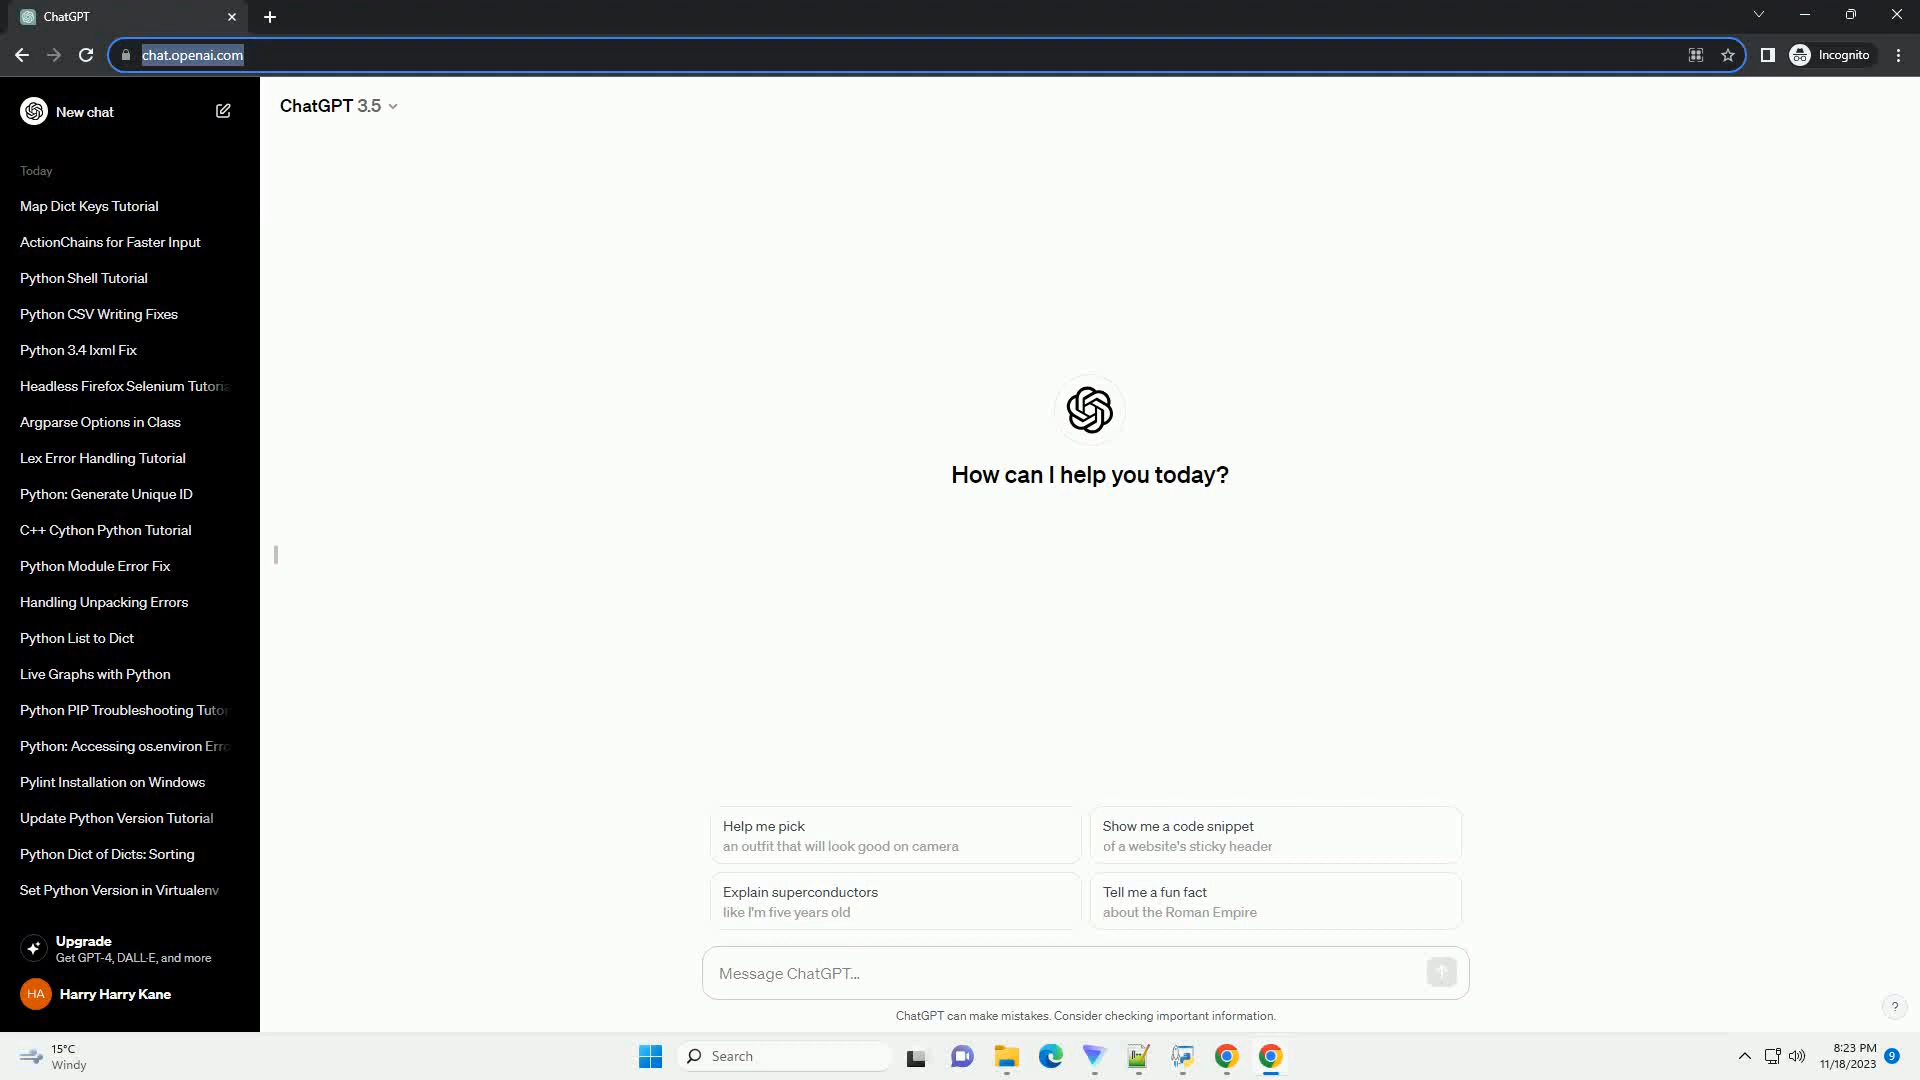 ChatGPT
chat.openai.com
Incognito
New chat
ChatGPT 3.5
Today
Map Dict Keys Tutorial
ActionChains for Faster Input
Python Shell Tutorial
Python CSV Writing Fixes
Python 3.4 lxml Fix
Headless Firefox Selenium Tutoria
Argparse Options in Class
Lex Error Handling Tutorial
Python: Generate Unique ID
C++ Cython Python Tutorial
Python Module Error Fix
Handling Unpacking Errors
Python List to Dict
Live Graphs with Python
Python PIP Troubleshooting Tutor
Python: Accessing os.environ Erro
Pylint Installation on Windows
Update Python Version Tutorial
Python Dict of Dicts: Sorting
Set Python Version in Virtualenv
Upgrade
Get GPT-4, DALL·E, and more
HA
Harry Harry Kane
How can I help you today?
Help me pick
an outfit that will look good on camera
Show me a code snippet
of a website's sticky header
Explain superconductors
like I'm five years old
Tell me a fun fact
about the Roman Empire
Message ChatGPT...
ChatGPT can make mistakes. Consider checking important information.
?
15°C
Windy
Search
8:23 PM
11/18/2023
9